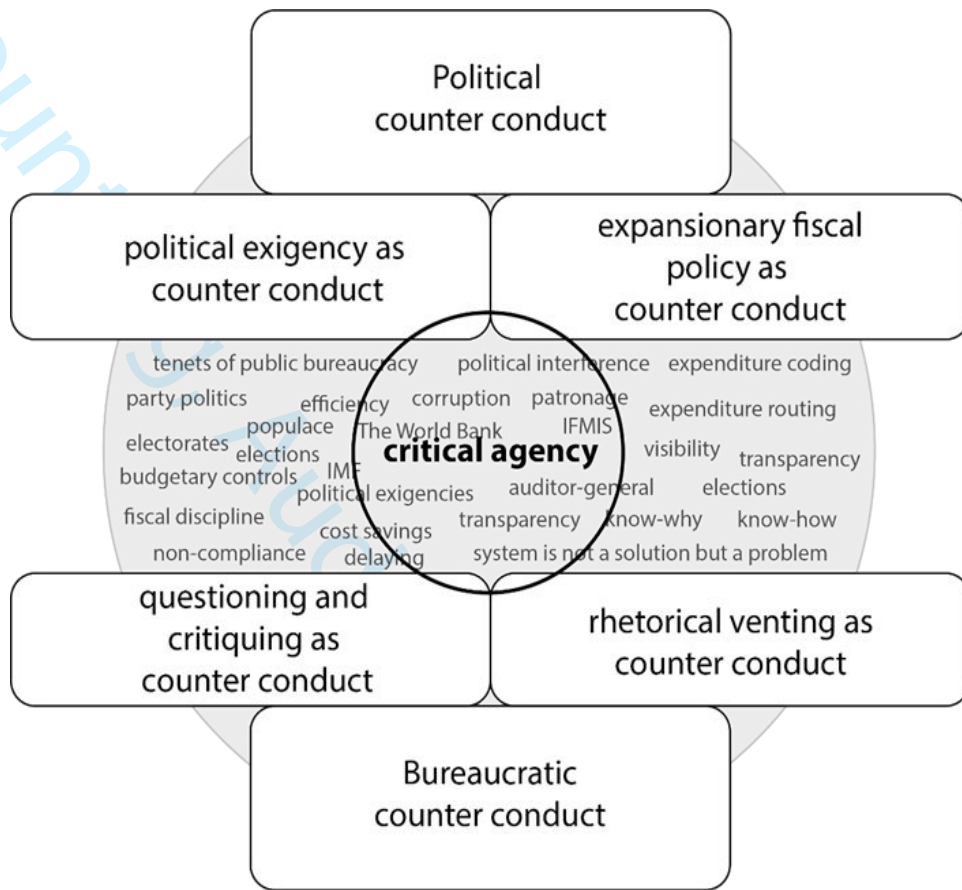 Political
counter conduct
political exigency as
counter conduct
expansionary fiscal
policy as
counter conduct
tenets of public bureaucracy
political interference
expenditure coding
party politics
efficiency
corruption
patronage
expenditure routing
populace
The World Bank
IFMIS
electorates
elections
critical agency
visibility
transparency
budgetary controls
IMF
political exigencies
auditor-general
elections
fiscal discipline
cost savings
transparency
know-why
know-how
non-compliance
delaying
system is not a solution but a problem
questioning and
critiquing as
counter conduct
rhetorical venting as
counter conduct
Bureaucratic
counter conduct